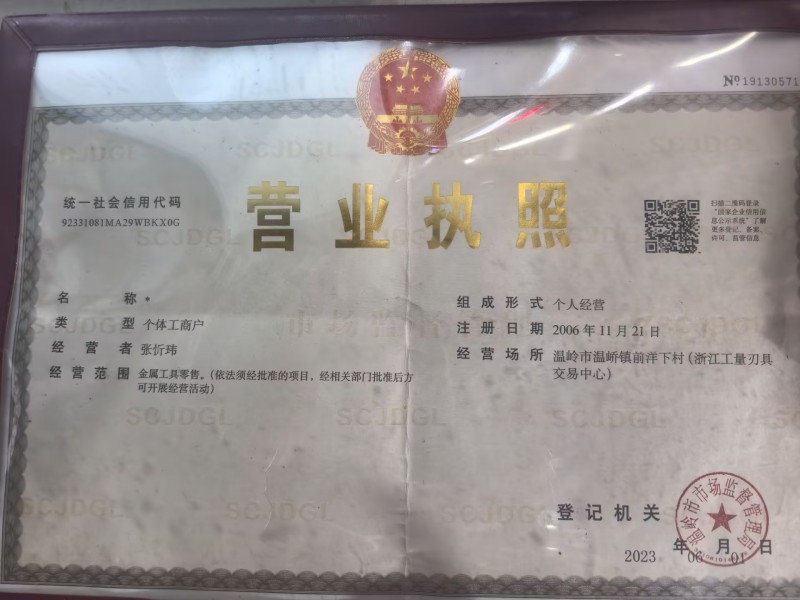 №19130571
统一社会信用代码
92331081MA29WBKX0G
营业执照
扫描二维码登录
“国家企业信用信
息公示系统”了解
更多登记、备案、
许可、监管信息
名 称 *
类 型 个体工商户
经 营 者 张忻玮
经 营 范 围 金属工具零售。(依法须经批准的项目，经相关部门批准后方
可开展经营活动)
组 成 形 式 个人经营
注 册 日 期 2006 年 11 月 21 日
经 营 场 所 温岭市温峤镇前洋下村(浙江工量刃具
交易中心)
登 记 机 关
温岭市市场监督管理局
2023 年 06 月 01 日
SCJDGL